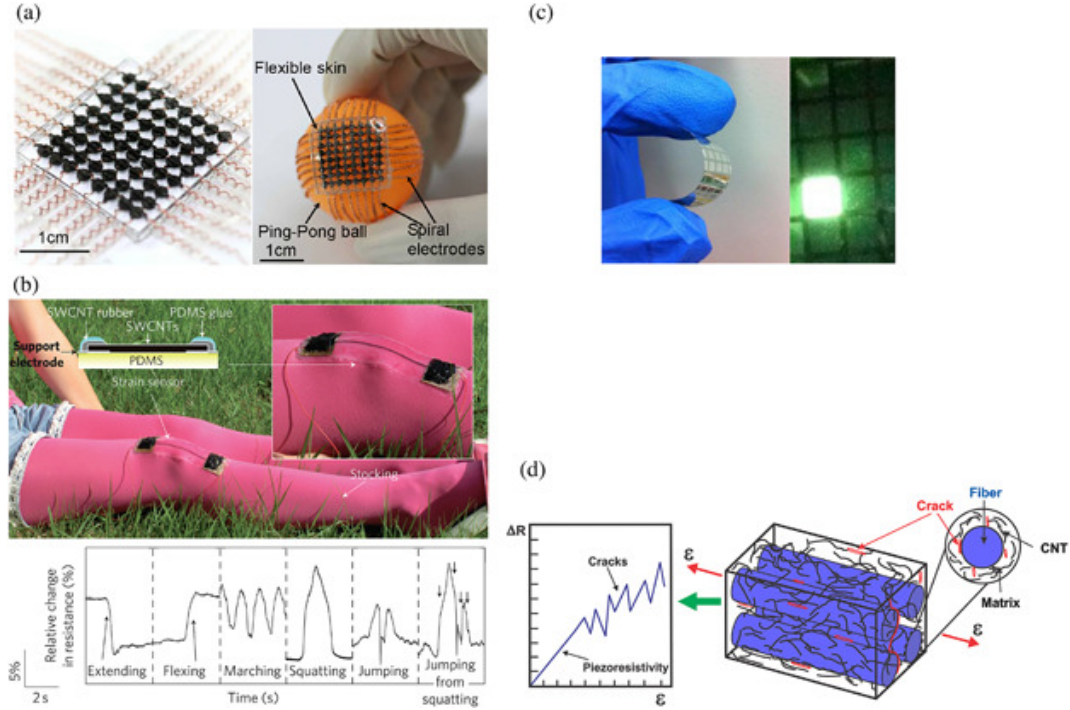 (a)
Flexible skin
1cm
Ping-Pong ball
1cm
Spiral
electrodes
(b)
SWCNT rubber
PDMS glue
SWCNTs
Support
electrode
PDMS
Strain sensor
Stocking
Relative change
in resistance (%)
Extending
Flexing
Marching
Squatting
Jumping
Jumping
from
squatting
5%
2s
Time (s)
(c)
(d)
ΔR
Cracks
Piezoresistivity
ε
Fiber
Crack
CNT
Matrix
ε
ε